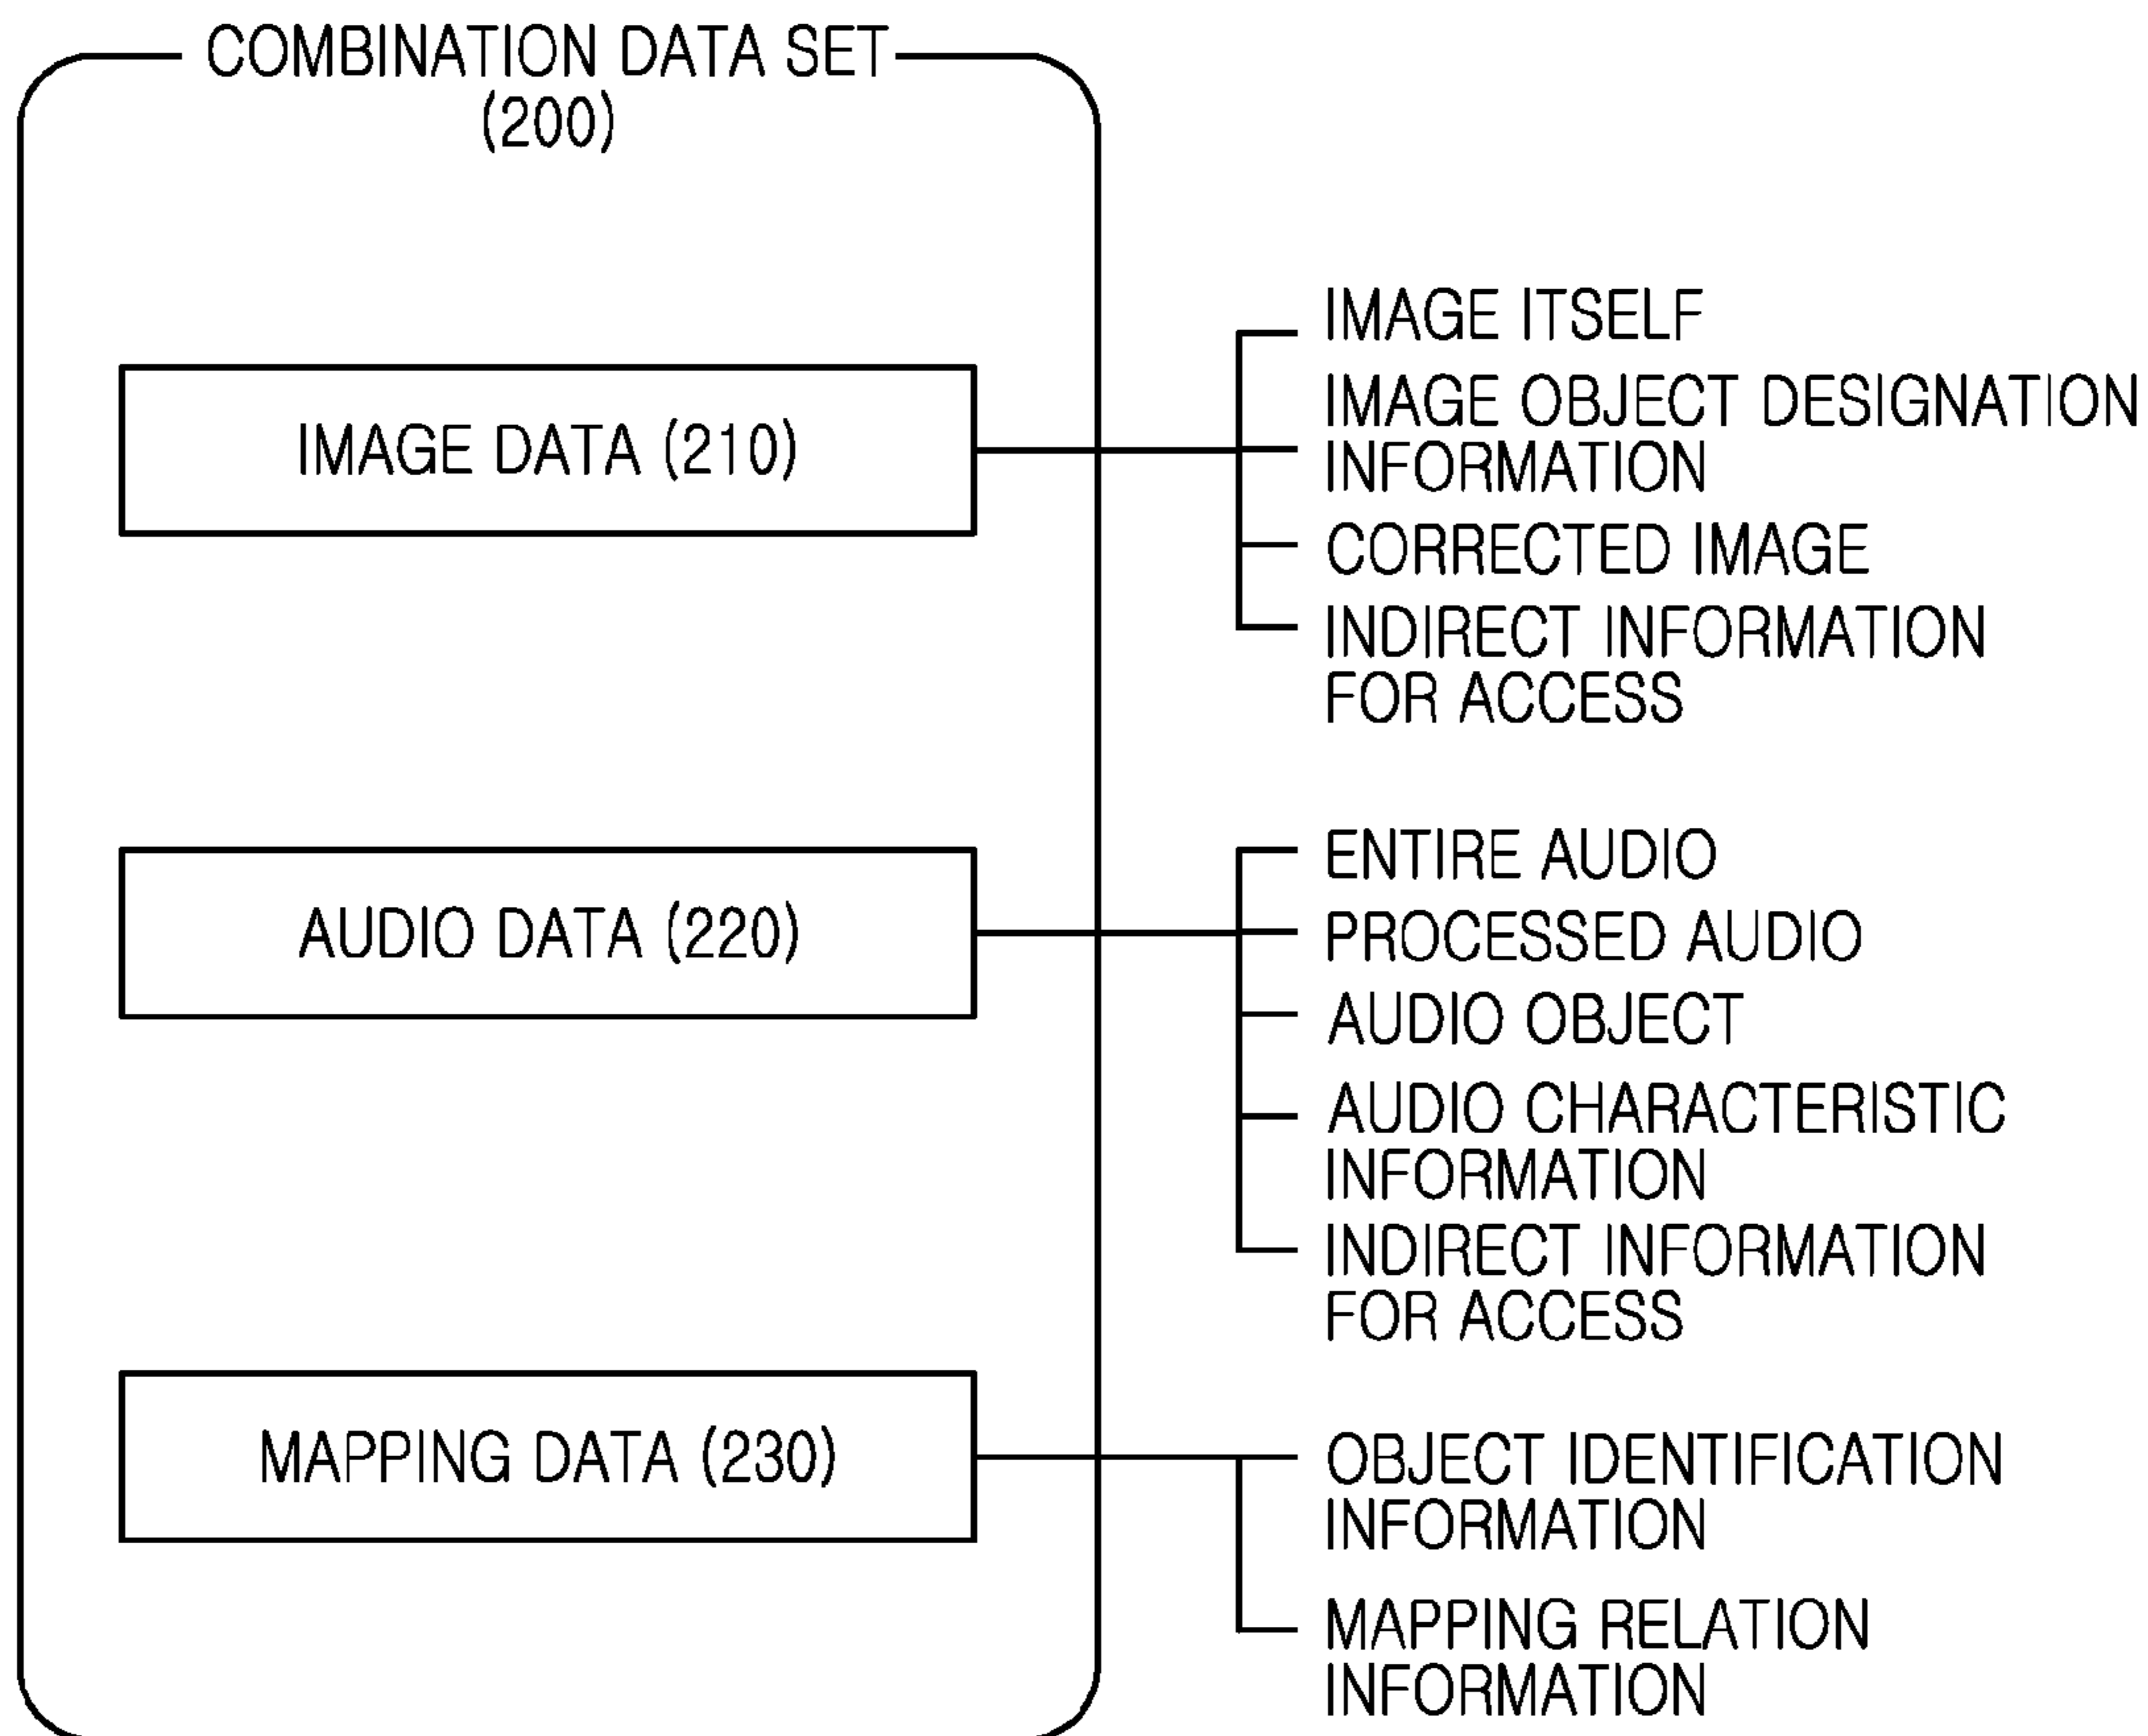 COMBINATION DATA SET
(200)
IMAGE DATA (210)
IMAGE ITSELF
IMAGE OBJECT DESIGNATION
INFORMATION
CORRECTED IMAGE
INDIRECT INFORMATION
FOR ACCESS
AUDIO DATA (220)
ENTIRE AUDIO
PROCESSED AUDIO
AUDIO OBJECT
AUDIO CHARACTERISTIC
INFORMATION
INDIRECT INFORMATION
FOR ACCESS
MAPPING DATA (230)
OBJECT IDENTIFICATION
INFORMATION
MAPPING RELATION
INFORMATION